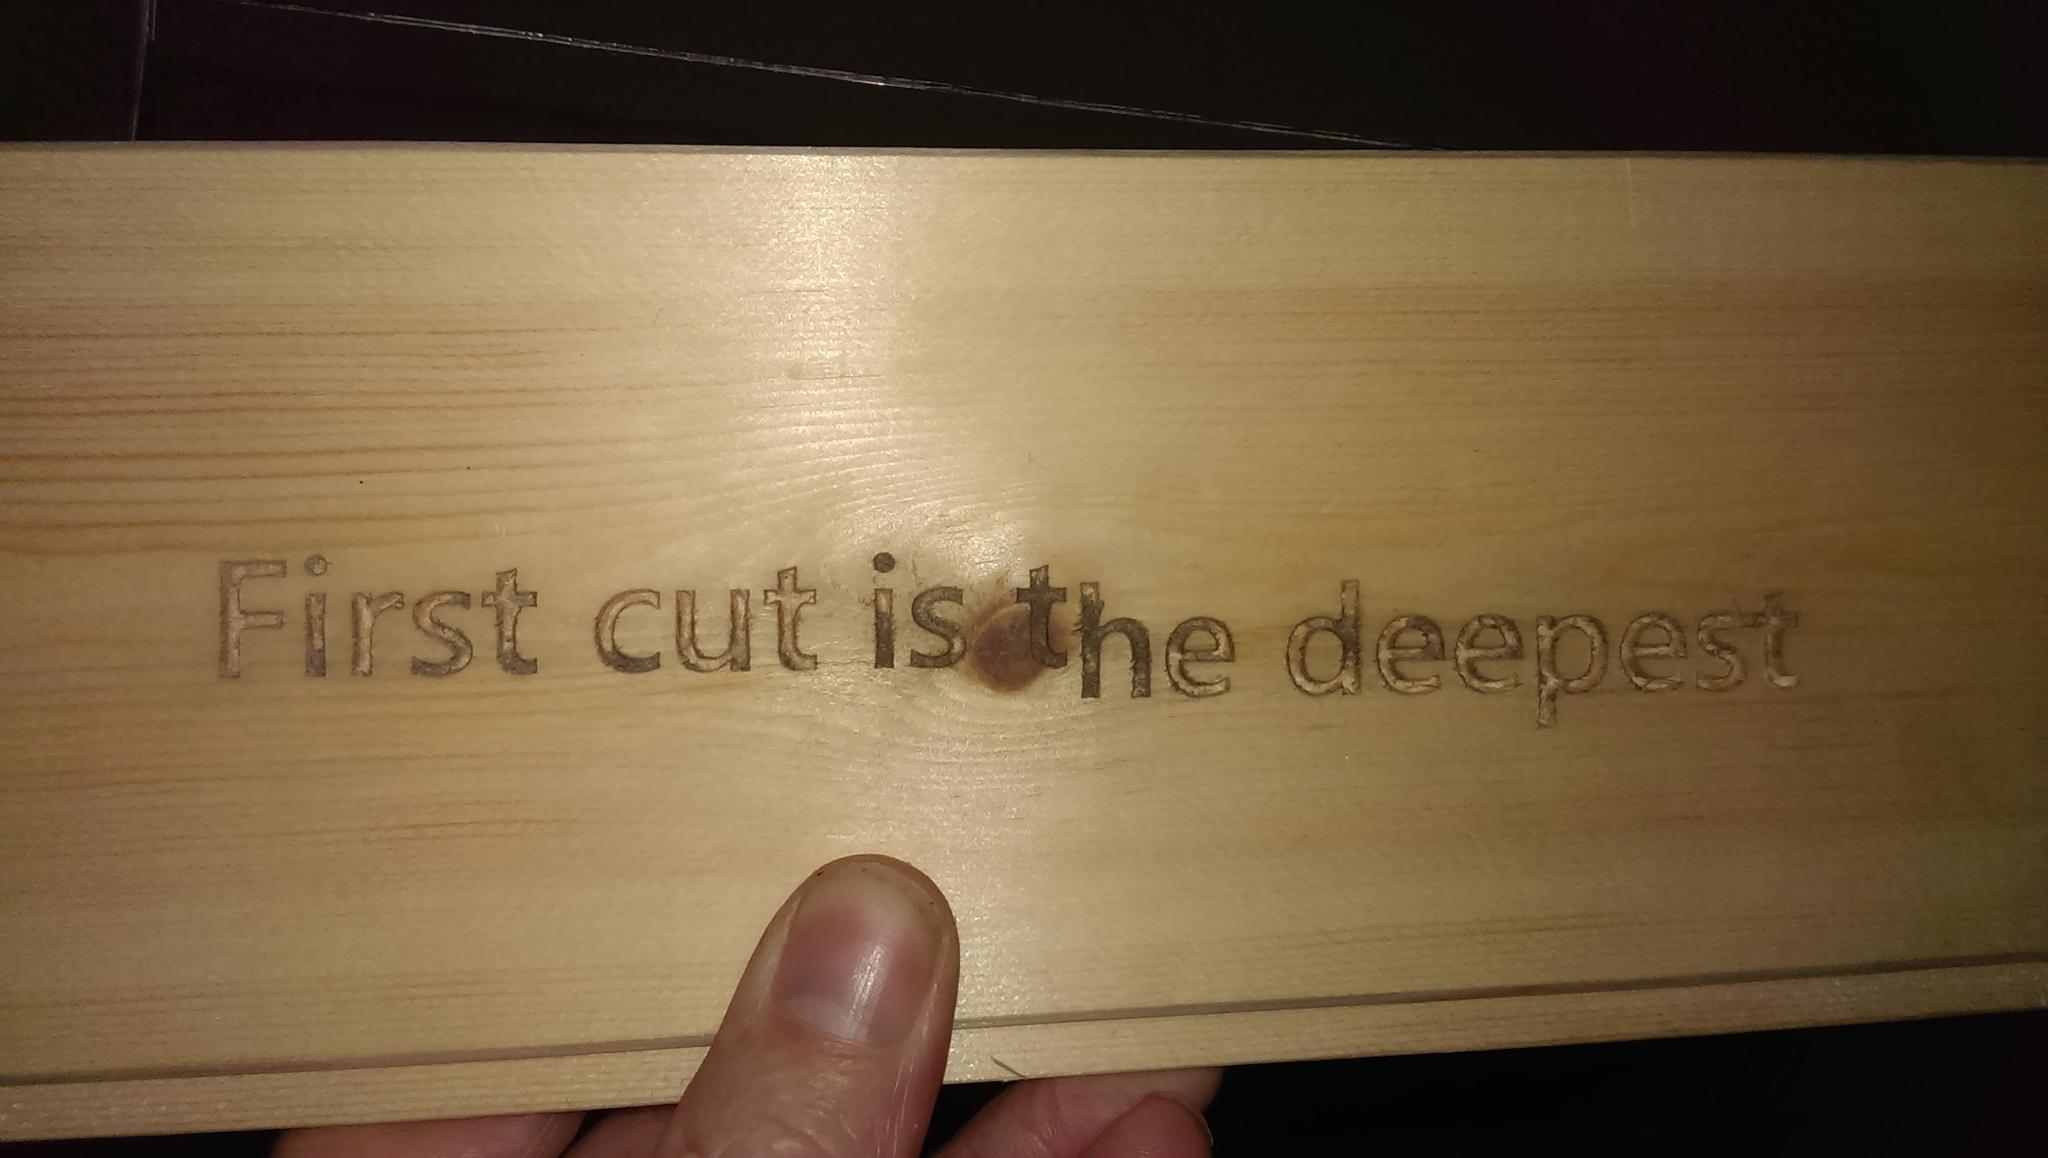 First cut is the deepest